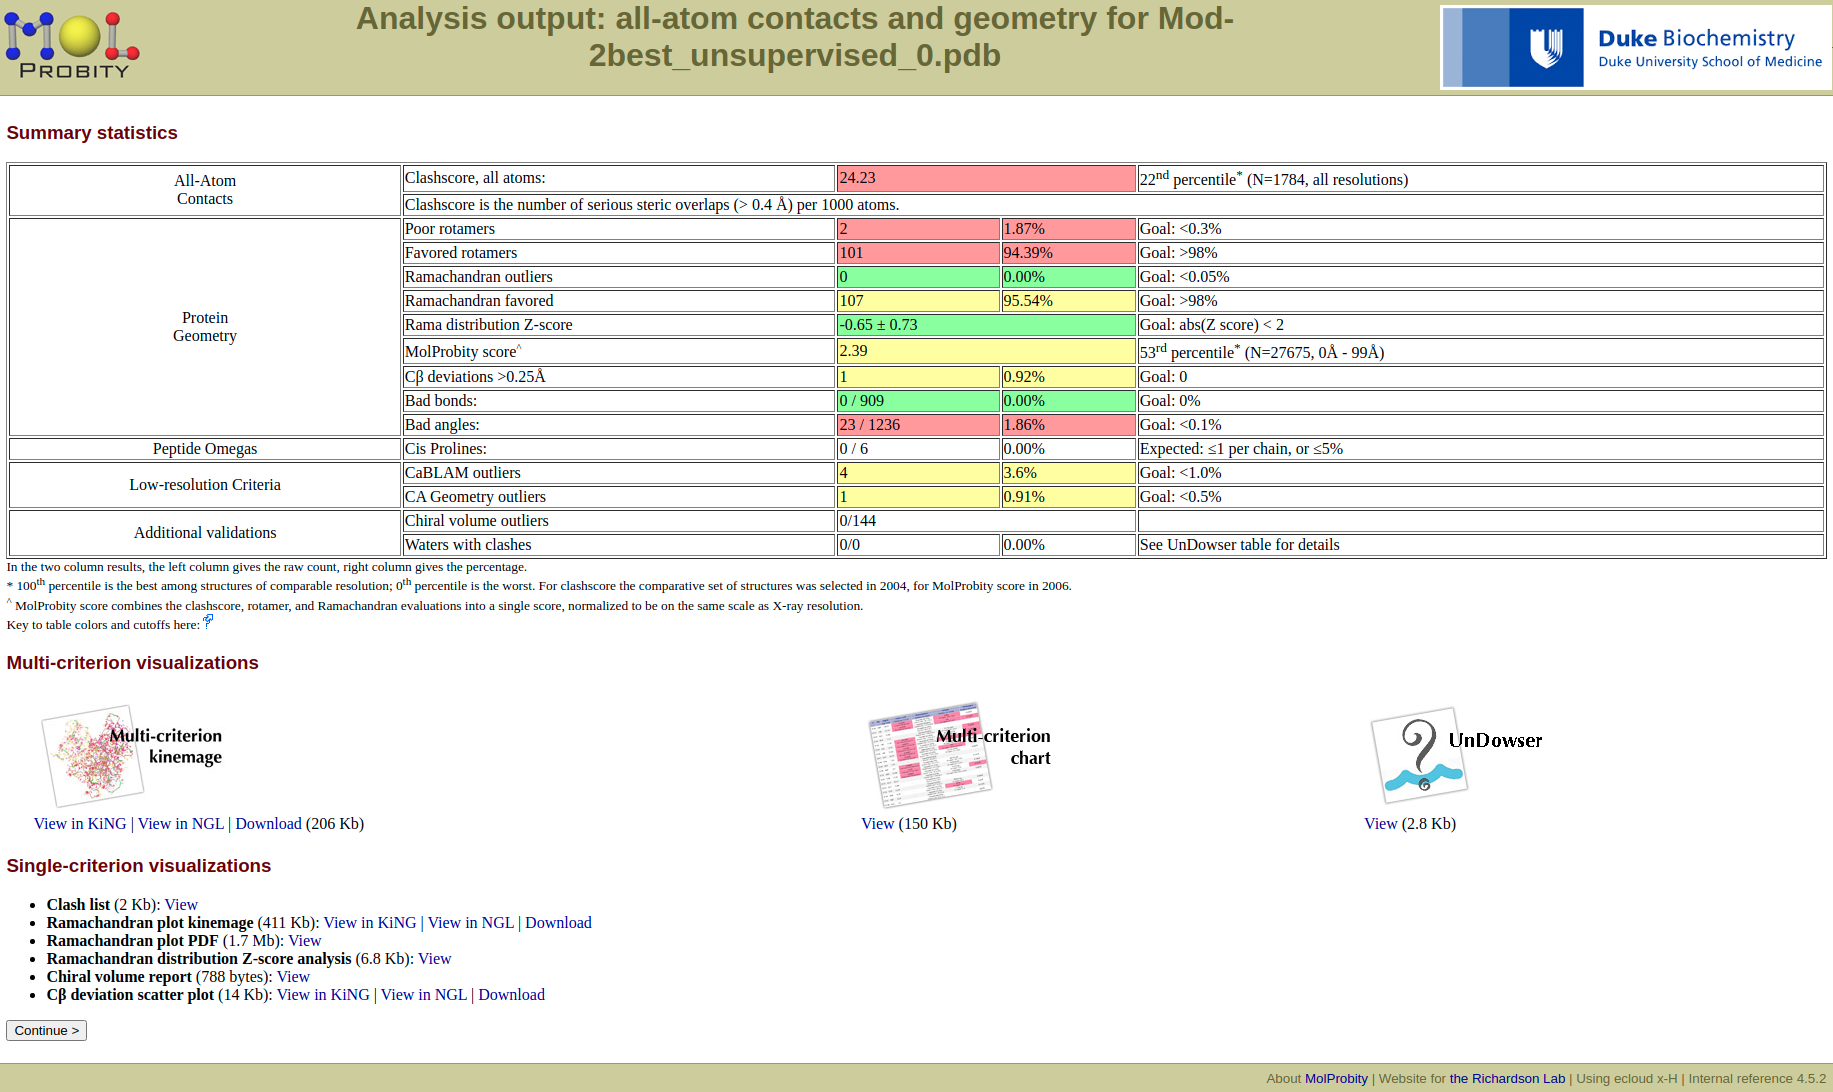 MOL
PROBITY
Analysis output: all-atom contacts and geometry for Mod-
2best_unsupervised_0.pdb
Duke Biochemistry
Duke University School of Medicine
Summary statistics
All-Atom
Contacts
Clashscore, all atoms:
24.23
22nd percentile* (N=1784, all resolutions)
Clashscore is the number of serious steric overlaps (> 0.4 Å) per 1000 atoms.
Protein
Geometry
Poor rotamers 2 1.87% Goal: <0.3%
Favored rotamers 101 94.39% Goal: >98%
Ramachandran outliers 0 0.00% Goal: <0.05%
Ramachandran favored 107 95.54% Goal: >98%
Rama distribution Z-score -0.65 ± 0.73 Goal: abs(Z score) < 2
MolProbity score^ 2.39 53rd percentile* (N=27675, 0Å - 99Å)
Cβ deviations >0.25Å 1 0.92% Goal: 0
Bad bonds: 0 / 909 0.00% Goal: 0%
Bad angles: 23 / 1236 1.86% Goal: <0.1%
Peptide Omegas Cis Prolines: 0 / 6 0.00% Expected: ≤1 per chain, or ≤5%
Low-resolution Criteria
CaBLAM outliers 4 3.6% Goal: <1.0%
CA Geometry outliers 1 0.91% Goal: <0.5%
Additional validations
Chiral volume outliers 0/144
Waters with clashes 0/0 0.00% See UnDowser table for details
In the two column results, the left column gives the raw count, right column gives the percentage.
* 100th percentile is the best among structures of comparable resolution; 0th percentile is the worst. For clashscore the comparative set of structures was selected in 2004, for MolProbity score in 2006.
^ MolProbity score combines the clashscore, rotamer, and Ramachandran evaluations into a single score, normalized to be on the same scale as X-ray resolution.
Key to table colors and cutoffs here: ?
Multi-criterion visualizations
Multi-criterion
kinemage
View in KiNG | View in NGL | Download (206 Kb)
Multi-criterion
chart
View (150 Kb)
UnDowser
View (2.8 Kb)
Single-criterion visualizations
• Clash list (2 Kb): View
• Ramachandran plot kinemage (411 Kb): View in KiNG | View in NGL | Download
• Ramachandran plot PDF (1.7 Mb): View
• Ramachandran distribution Z-score analysis (6.8 Kb): View
• Chiral volume report (788 bytes): View
• Cβ deviation scatter plot (14 Kb): View in KiNG | View in NGL | Download
Continue >
About MolProbity | Website for the Richardson Lab | Using ecloud x-H | Internal reference 4.5.2